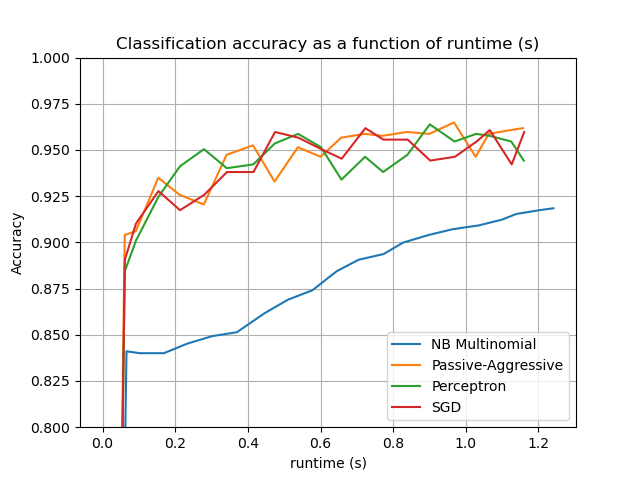 Classification accuracy as a function of runtime (s)
1.000
0.975
0.950
0.925
0.900
0.875
0.850
0.825
0.800
Accuracy
0.0 0.2 0.4 0.6 0.8 1.0 1.2
runtime (s)
NB Multinomial
Passive-Aggressive
Perceptron
SGD